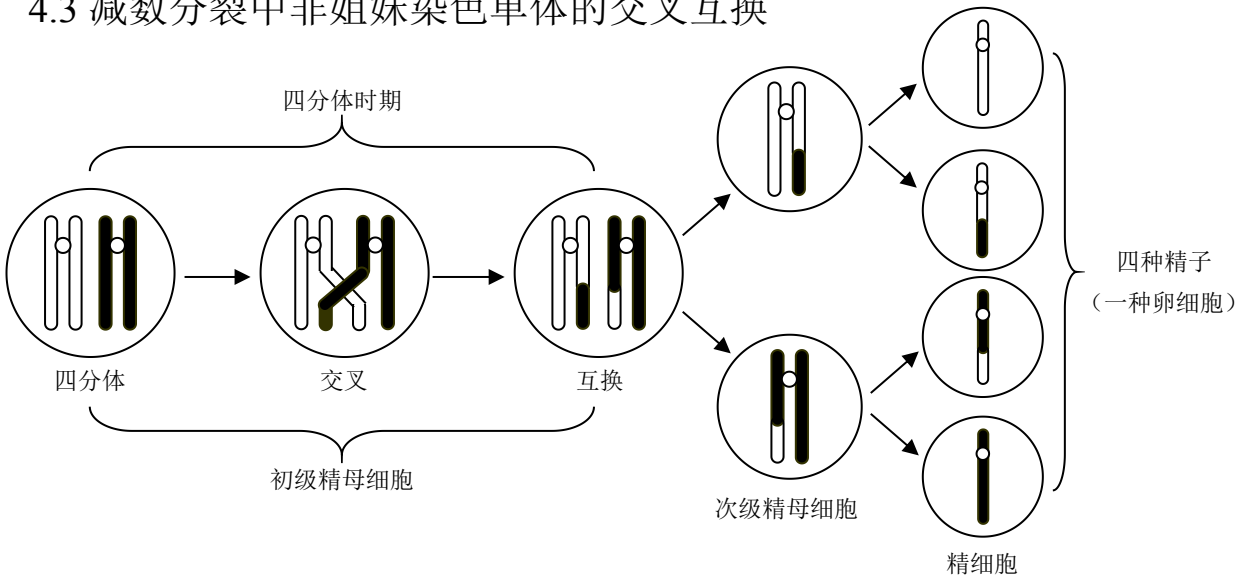 4.3 减数分裂中非姐妹染色单体的交叉互换
四分体时期
四分体
交叉
互换
初级精母细胞
次级精母细胞
精细胞
四种精子
（一种卵细胞）